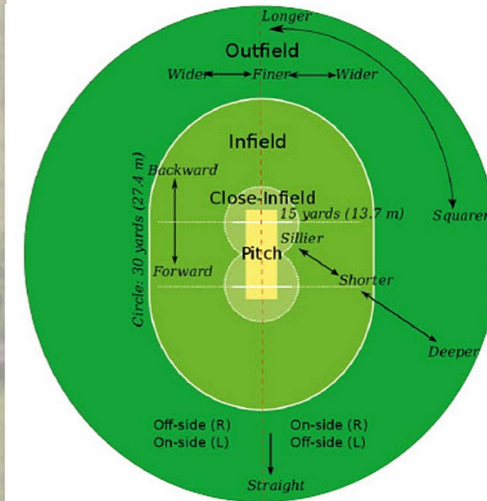 Longer
Outfield
Wider Finer Wider
Infield
Backward
Circle: 30 yards (27.4 m)
Close-Infield
15 yards (13.7 m)
Squarer
Sillier
Pitch
Forward
Shorter
Deeper
Off-side (R) On-side (R)
On-side (L) Off-side (L)
Straight